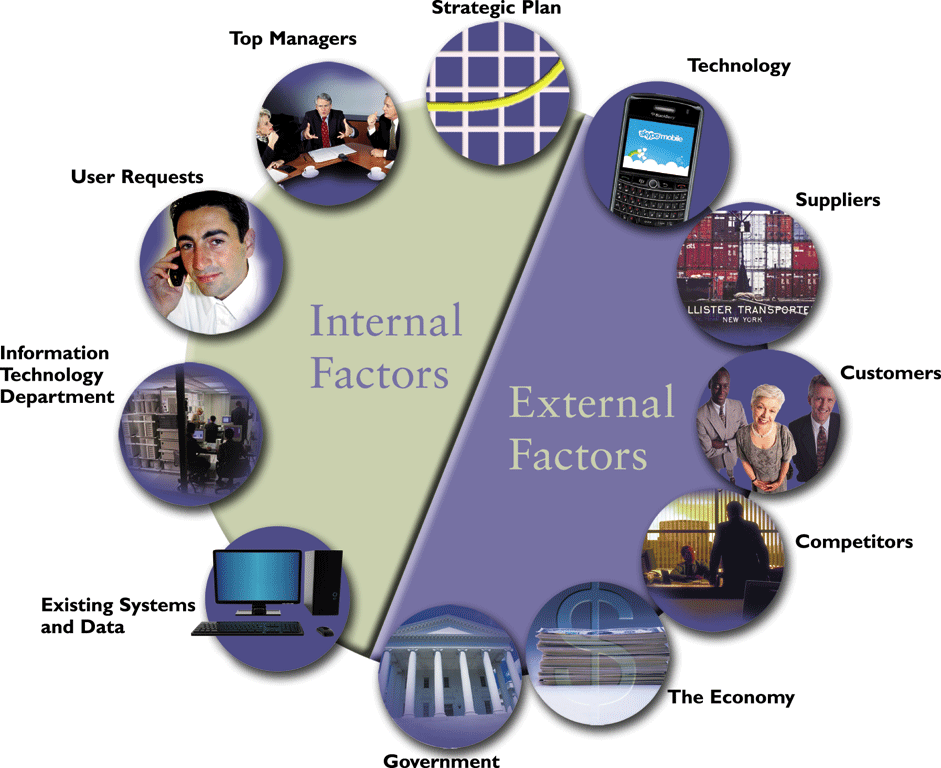 Strategic Plan
Top Managers
Technology
User Requests
Suppliers
skype mobile
LLISTER TRANSPORTE
NEW YORK
Internal
Factors
Information
Technology
Department
Customers
External
Factors
Competitors
Existing Systems
and Data
The Economy
Government